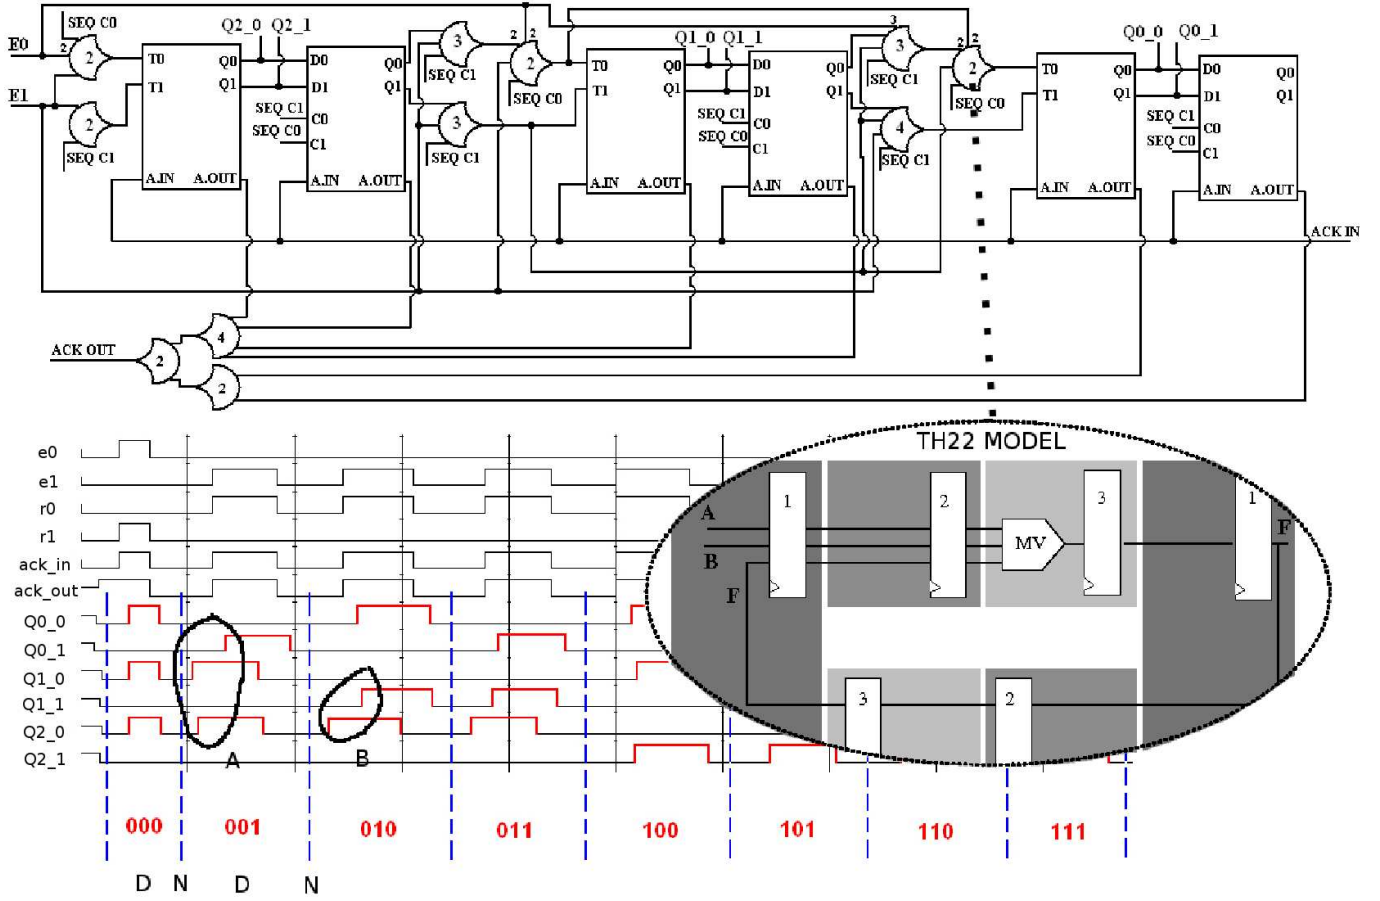 SEQ C0
E0
2
2
E1
2
SEQ C1
T0
T1
Q0
Q1
A.IN
A.OUT
Q2_0 Q2_1
D0
D1
SEQ C1
C0
SEQ C0
C1
Q0
Q1
A.IN
A.OUT
3
SEQ C1
3
SEQ C1
2
2
2
SEQ C0
T0
T1
Q0
Q1
A.IN
A.OUT
Q1_0 Q1_1
D0
D1
SEQ C1
C0
SEQ C0
C1
Q0
Q1
A.IN
A.OUT
3
3
SEQ C1
4
SEQ C1
2
2
2
SEQ C0
T0
T1
Q0
Q1
A.IN
A.OUT
Q0_0 Q0_1
D0
D1
SEQ C1
C0
SEQ C0
C1
Q0
Q1
A.IN
A.OUT
ACK IN
ACK OUT
4
2
2
TH22 MODEL
A
B
F
1
2
MV
3
1
F
3
2
e0
e1
r0
r1
ack_in
ack_out
Q0_0
Q0_1
Q1_0
Q1_1
Q2_0
Q2_1
A
B
000
001
010
011
100
101
110
111
D N D N